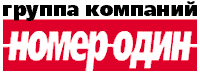 группа компаний
номер один